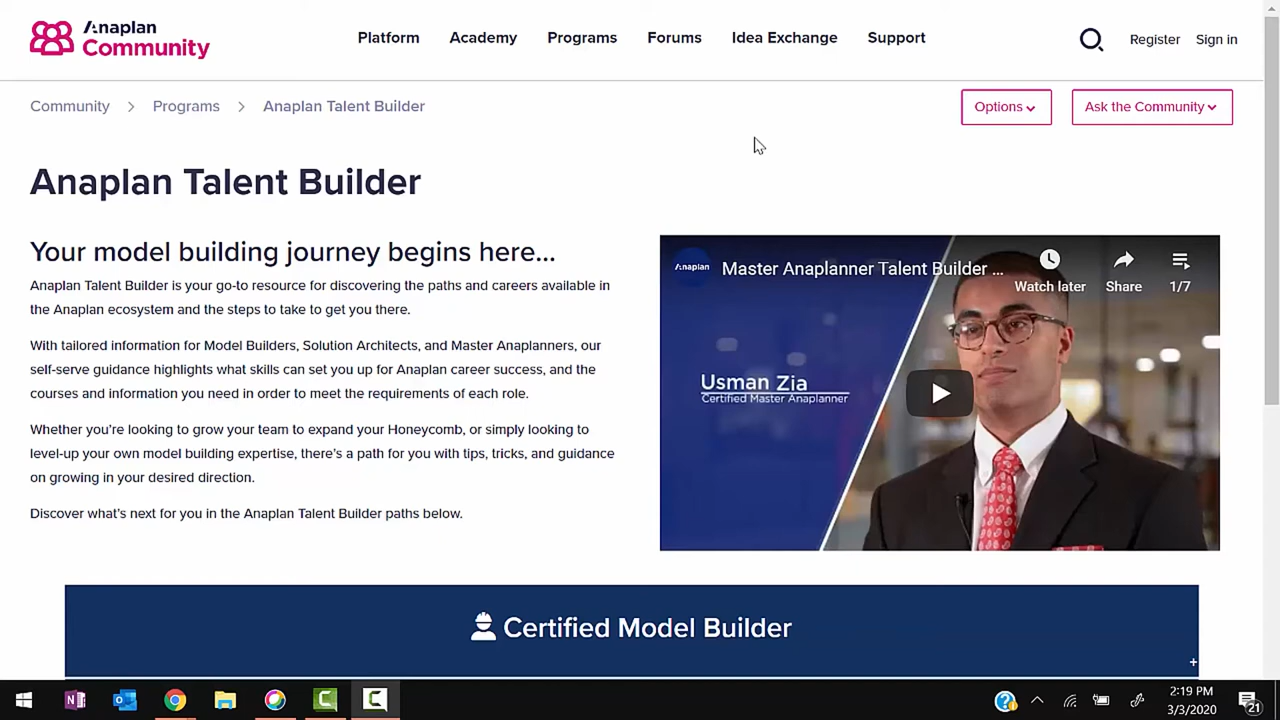 Anaplan
Community
Platform
Academy
Programs
Forums
Idea Exchange
Support
Register
Sign in
Community
Programs
Anaplan Talent Builder
Options
Ask the Community
Anaplan Talent Builder
Your model building journey begins here...
Anaplan Talent Builder is your go-to resource for discovering the paths and careers available in
the Anaplan ecosystem and the steps to take to get you there.
With tailored information for Model Builders, Solution Architects, and Master Anaplanners, our
self-serve guidance highlights what skills can set you up for Anaplan career success, and the
courses and information you need in order to meet the requirements of each role.
Whether you're looking to grow your team to expand your Honeycomb, or simply looking to
level-up your own model building expertise, there's a path for you with tips, tricks, and guidance
on growing in your desired direction.
Discover what's next for you in the Anaplan Talent Builder paths below.
Anaplan
Master Anaplanner Talent Builder ...
Watch later
Share
1/7
Usman Zia
Certified Master Anaplanner
Certified Model Builder
+
2:19 PM
3/3/2020
21